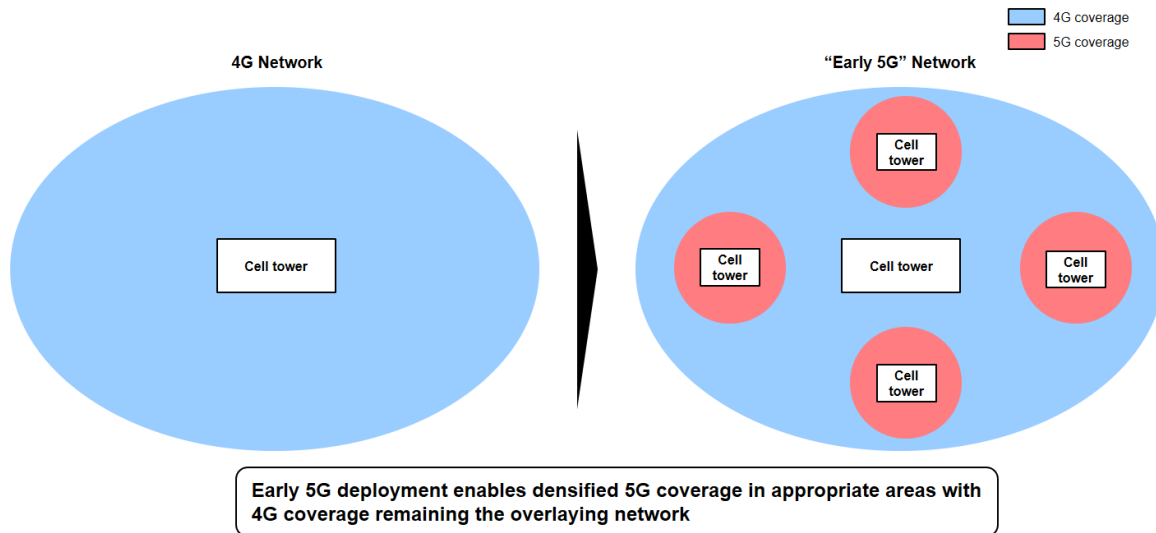 4G coverage
5G coverage
4G Network
“Early 5G” Network
Cell tower
Cell
tower
Cell
tower
Cell tower
Cell
tower
Cell
tower
Early 5G deployment enables densified 5G coverage in appropriate areas with
4G coverage remaining the overlaying network